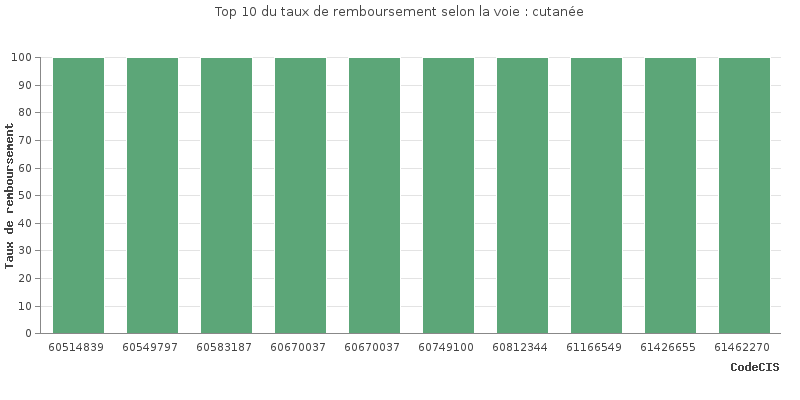 Top 10 du taux de remboursement selon la voie : cutanée
Taux de remboursement
100
90
80
70
60
50
40
30
20
10
0
60514839 60549797 60583187 60670037 60670037 60749100 60812344 61166549 61426655 61462270
CodeCIS